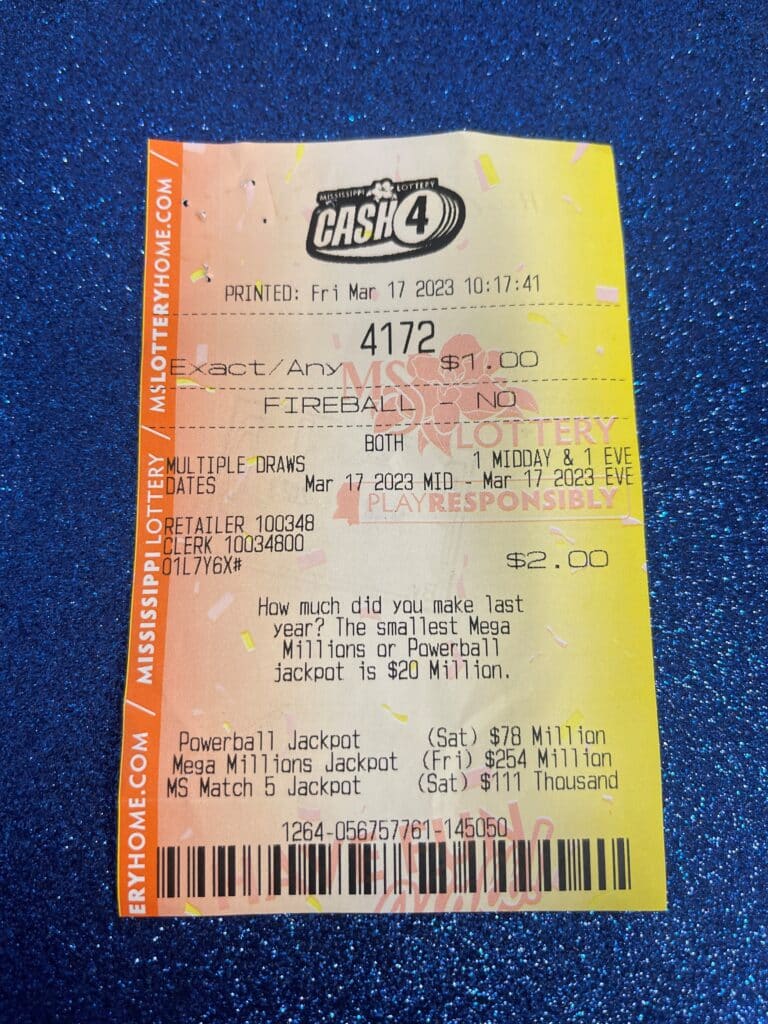 MISSISSIPPI LOTTERY
CASH 4
PRINTED: Fri Mar 17 2023 10:17:41
4172
Exact/Any $1.00
FIREBALL - NO
MS LOTTERY
BOTH
MULTIPLE DRAWS 1 MIDDAY & 1 EVE
DATES Mar 17 2023 MID - Mar 17 2023 EVE
PLAY RESPONSIBLY
RETAILER 100348
CLERK 10034800
01L7Y6X#
$2.00
How much did you make last
year? The smallest Mega
Millions or Powerball
jackpot is $20 Million.
Powerball Jackpot (Sat) $78 Million
Mega Millions Jackpot (Fri) $254 Million
MS Match 5 Jackpot (Sat) $111 Thousand
1264-056757761-145050
HAVE FUN
ERYHOME.COM / MISSISSIPPI LOTTERY / MSLOTTERYHOME.COM /